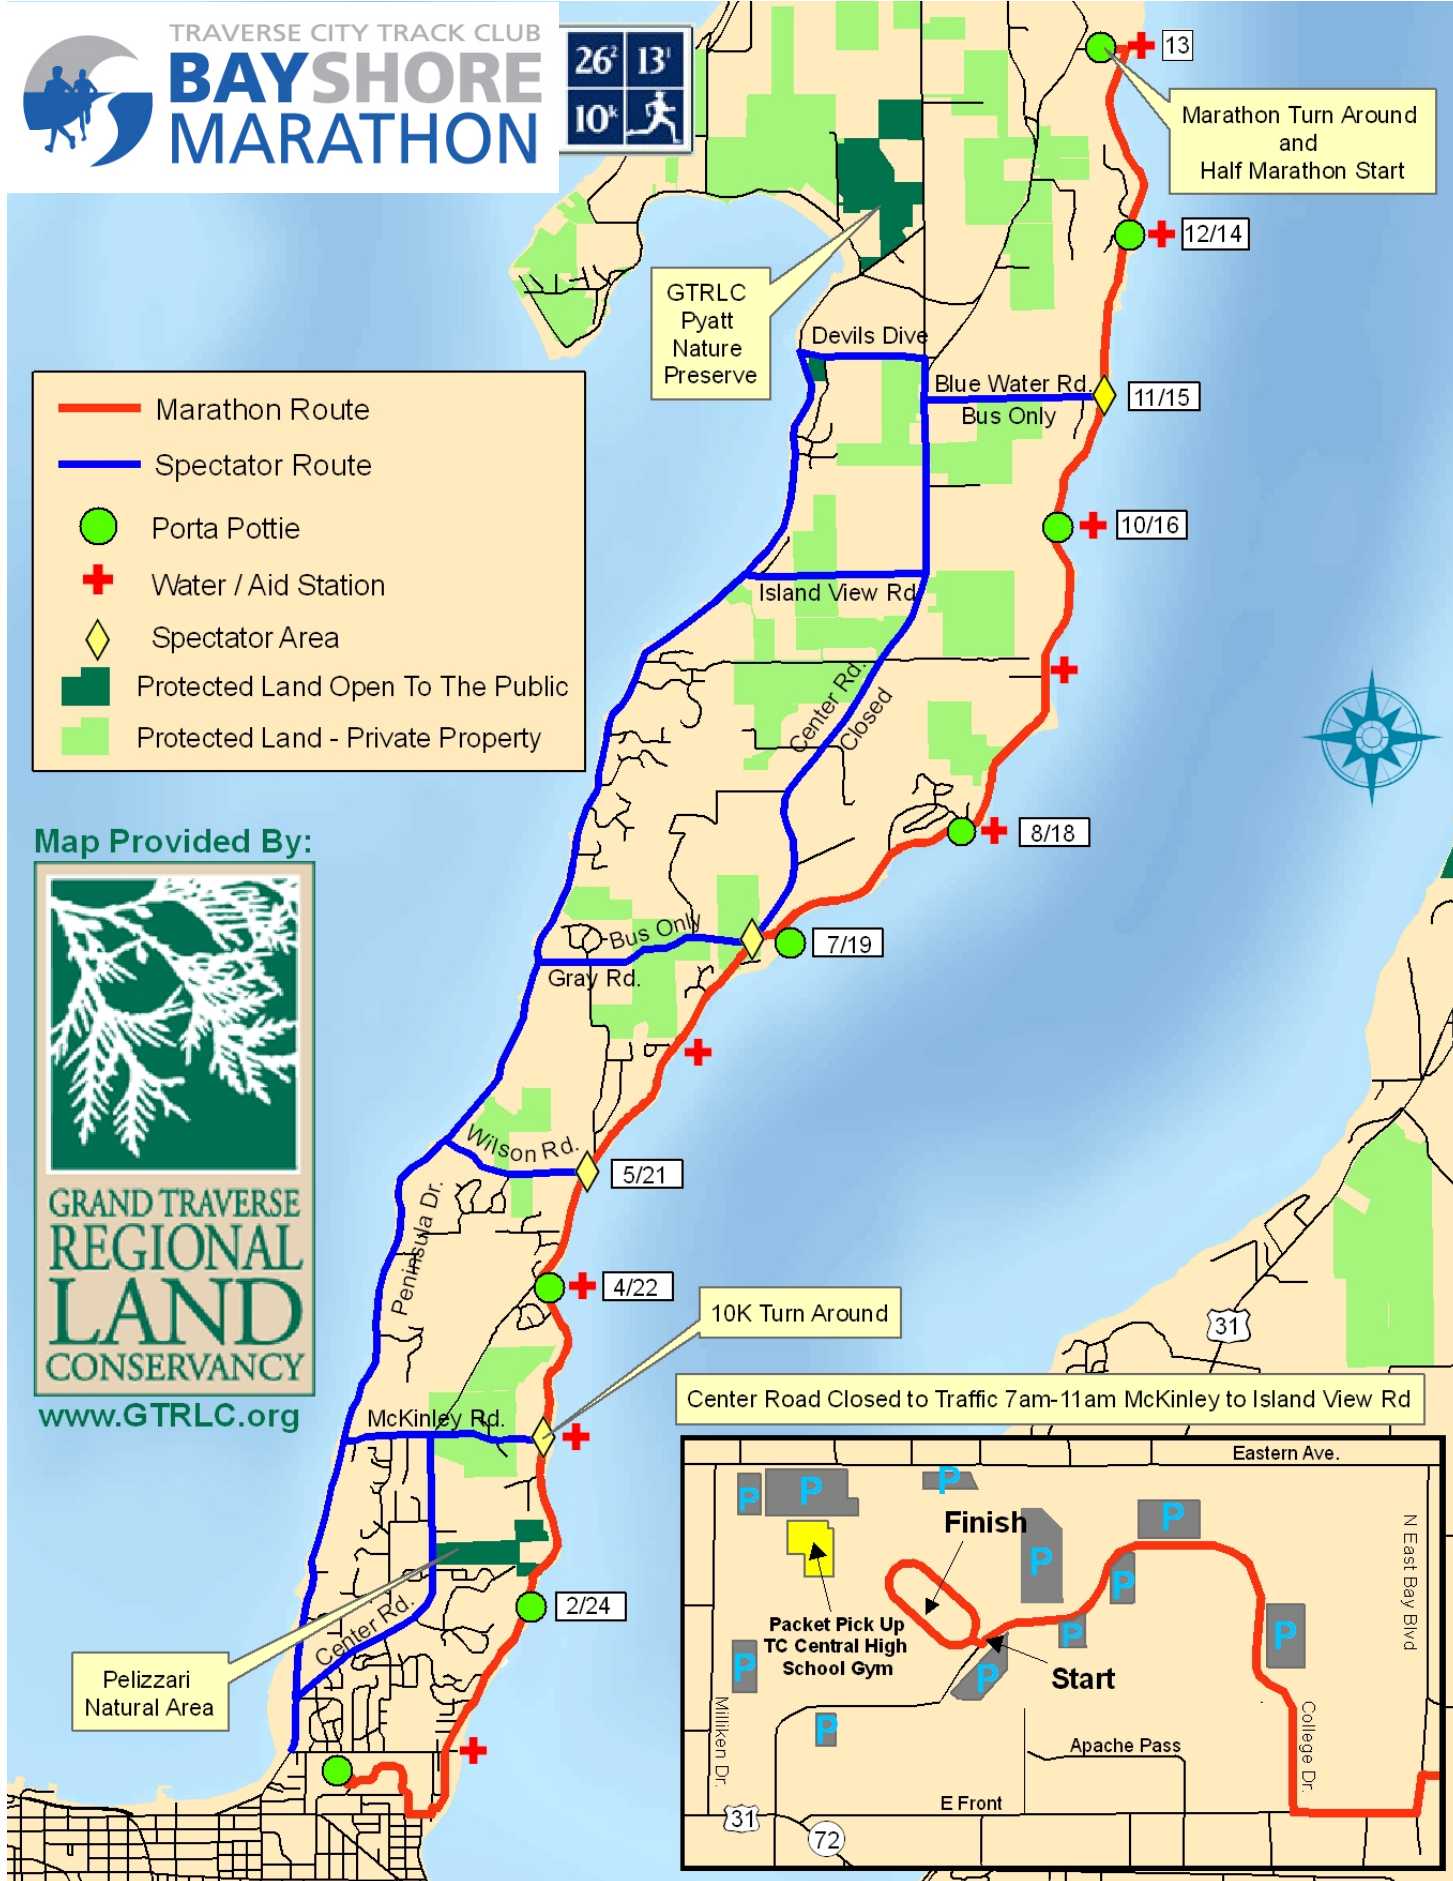 TRAVERSE CITY TRACK CLUB
BAYSHORE
MARATHON
26²
13¹
10ᵏ
13
Marathon Turn Around
and
Half Marathon Start
12/14
GTRLC
Pyatt
Nature
Preserve
Devils Dive
Blue Water Rd.
Bus Only
11/15
Marathon Route
Spectator Route
Porta Pottie
Water / Aid Station
Spectator Area
Protected Land Open To The Public
Protected Land - Private Property
10/16
Island View Rd
Center Rd.
Closed
8/18
Map Provided By:
GRAND TRAVERSE
REGIONAL
LAND
CONSERVANCY
www.GTRLC.org
Bus Only
Gray Rd.
7/19
Wilson Rd.
5/21
Peninsula Dr.
4/22
10K Turn Around
31
McKinley Rd.
Center Road Closed to Traffic 7am-11am McKinley to Island View Rd
2/24
Center Rd.
Pelizzari
Natural Area
Eastern Ave.
P
P
P
P
P
P
P
P
P
P
P
Finish
N East Bay Blvd
Packet Pick Up
TC Central High
School Gym
Start
Milliken Dr.
College Dr.
Apache Pass
E Front
31
72